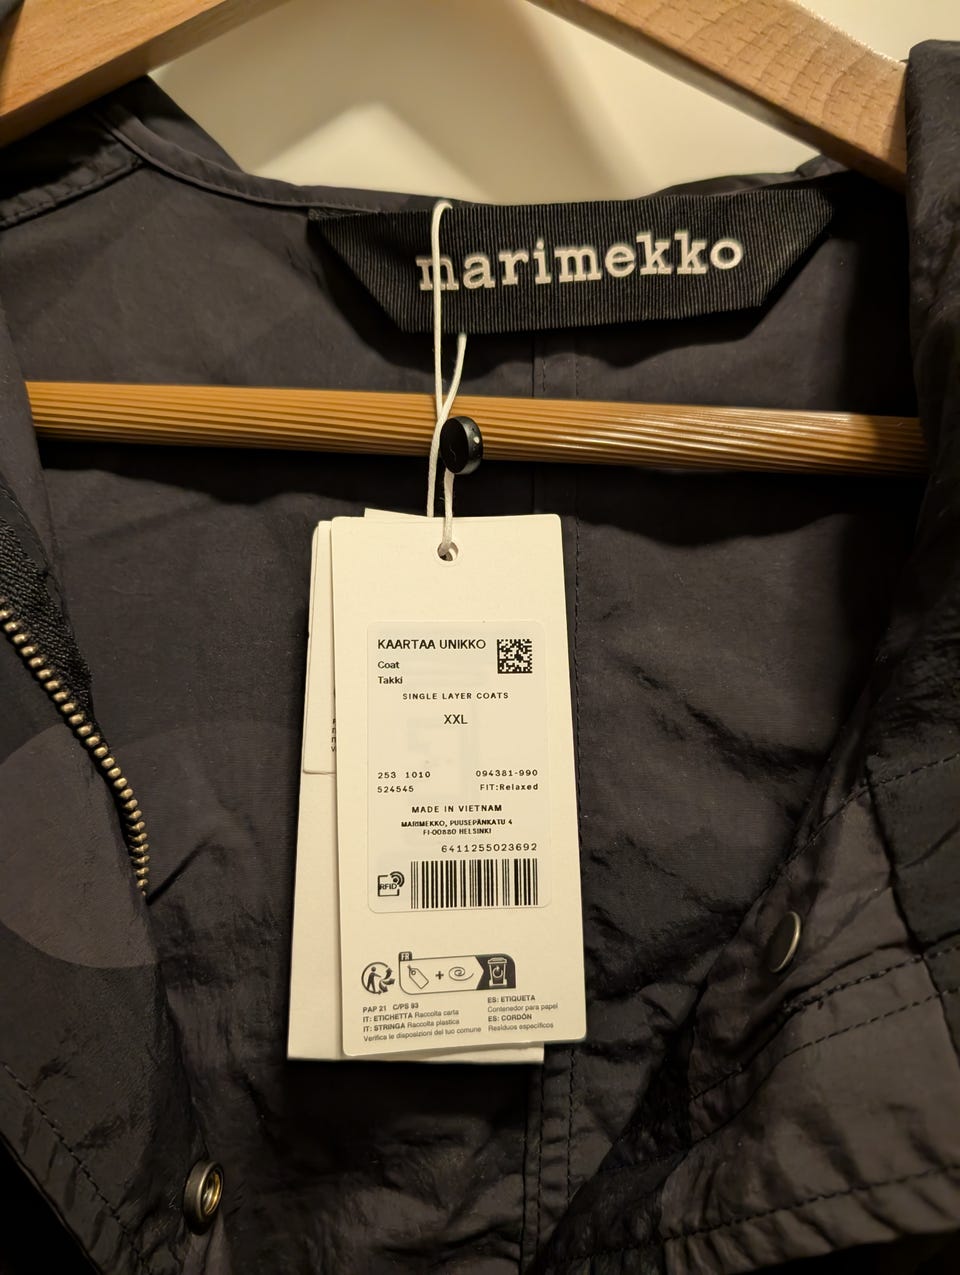 marimekko
KAARTAA UNIKKO
Coat
Takki
SINGLE LAYER COATS
XXL
253 1010 094381-990
524545 FIT:Relaxed
MADE IN VIETNAM
MARIMEKKO, PUUSEPÄNKATU 4
FI-00880 HELSINKI
6411255023692
RFID
FR
PAP 21 C/PS 93
IT: ETICHETTA Raccolta carta
IT: STRINGA Raccolta plastica
Verifica le disposizioni del tuo comune
ES: ETIQUETA
Contenedor para papel
ES: CORDÓN
Residuos específicos